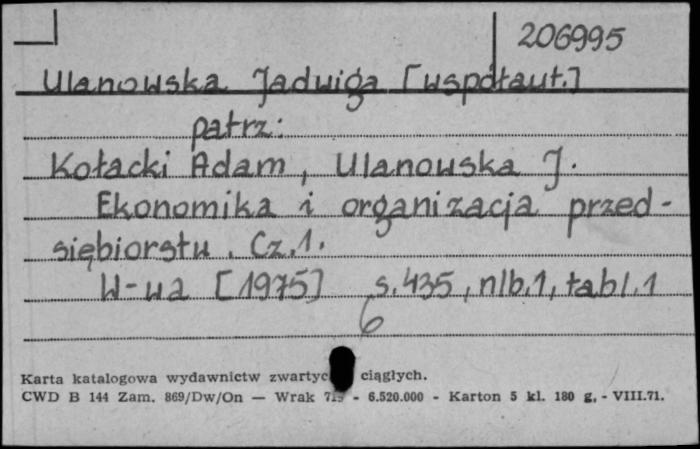 206995
Ulanowska Jadwiga [współaut.]
patrz:
Kołacki Adam, Ulanowska J.
Ekonomika i organizacja przed-
siębiorstw. Cz.1.
W-wa [1975] s.435, nlb.1, tabl.1
6
Karta katalogowa wydawnictw ciągłych.
CWD B 144 Zam. 869/Dw/On — Wrak - 6.520.000 - Karton 5 kl. 180 g. - VIII.71.